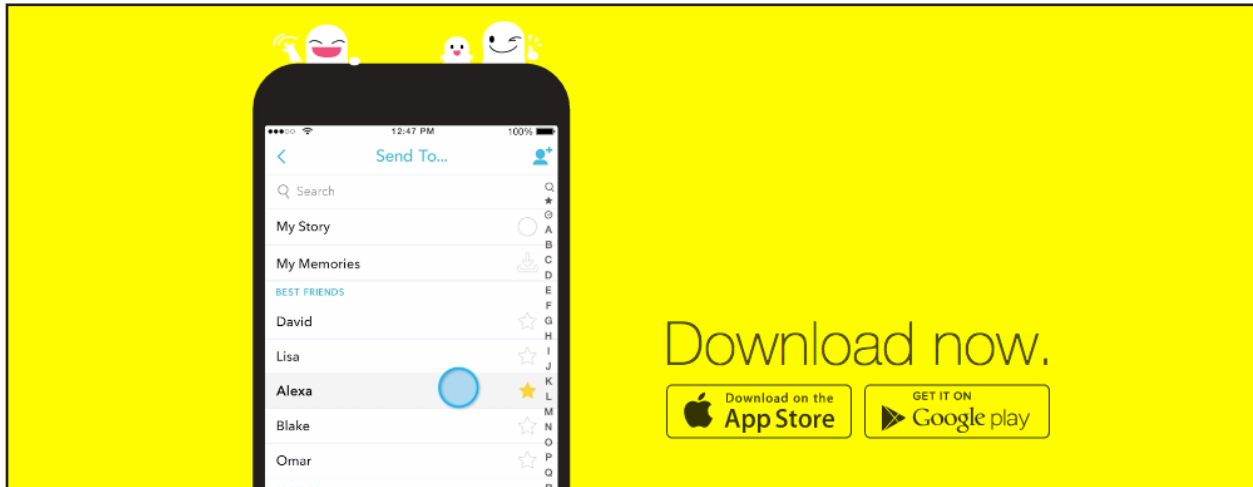 12:47 PM
100%
Send To...
Search
My Story
My Memories
BEST FRIENDS
David
Lisa
Alexa
Blake
Omar
A
B
C
D
E
F
G
H
I
J
K
L
M
N
O
P
Q
Download now.
Download on the
App Store
GET IT ON
Google play